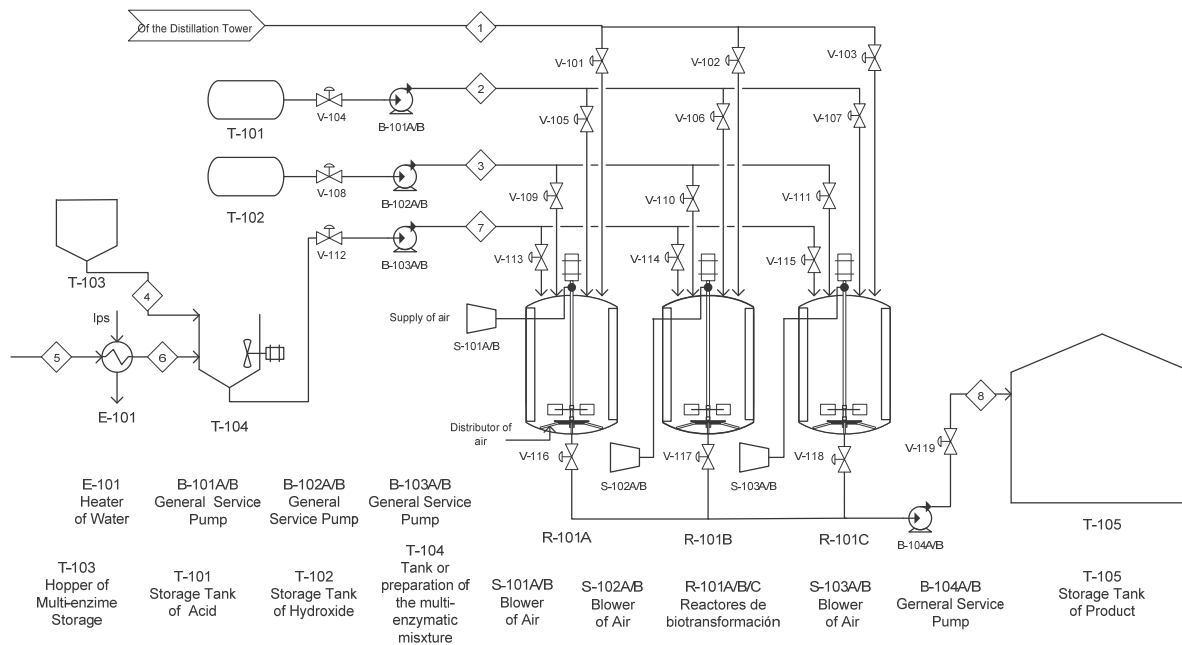 Of the Distillation Tower
1
V-101
V-102
V-103
2
T-101
V-104
B-101A/B
V-105
V-106
V-107
3
T-102
V-108
B-102A/B
V-109
V-110
V-111
7
V-112
B-103A/B
V-113
V-114
V-115
T-103
4
lps
5
6
E-101
T-104
Supply of air
S-101A/B
Distributor of
air
V-116
S-102A/B
V-117
S-103A/B
V-118
8
V-119
R-101A
R-101B
R-101C
B-104A/B
T-105
E-101
Heater
of Water
B-101A/B
General Service
Pump
B-102A/B
General
Service Pump
B-103A/B
General Service
Pump
T-103
Hopper of
Multi-enzime
Storage
T-101
Storage Tank
of Acid
T-102
Storage Tank
of Hydroxide
T-104
Tank or
preparation of
the multi-
enzymatic
misxture
S-101A/B
Blower
of Air
S-102A/B
Blower
of Air
R-101A/B/C
Reactores de
biotransformación
S-103A/B
Blower
of Air
B-104A/B
Gerneral Service
Pump
T-105
Storage Tank
of Product